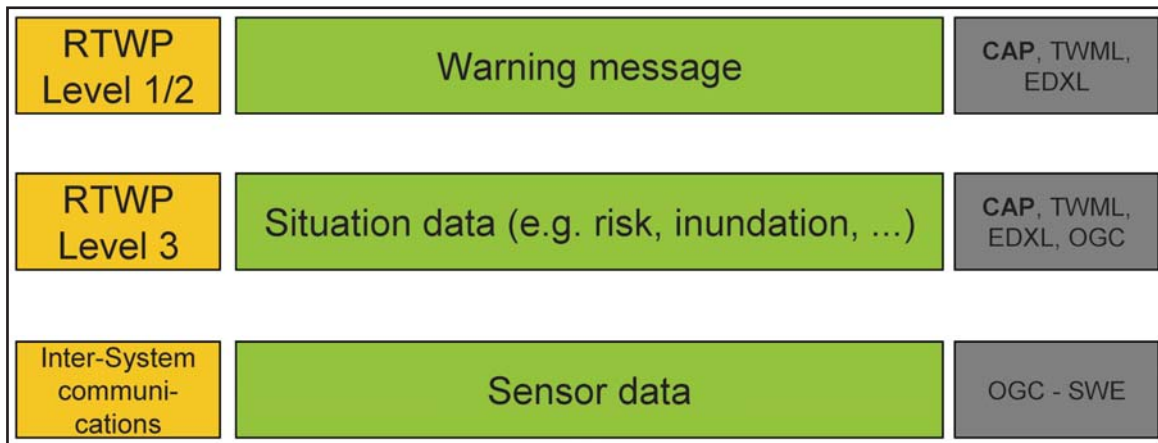 RTWP
Level 1/2
Warning message
CAP, TWML,
EDXL
RTWP
Level 3
Situation data (e.g. risk, inundation, ...)
CAP, TWML,
EDXL, OGC
Inter-System
communi-
cations
Sensor data
OGC - SWE